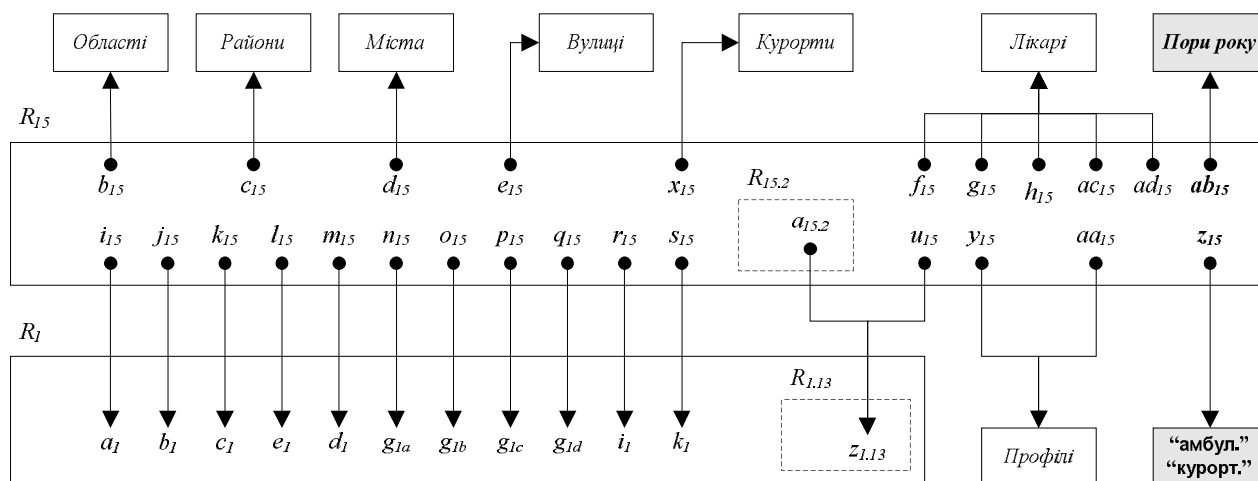 Області Райони Міста Вулиці Курорти Лікарі Пори року
R15
b15 c15 d15 e15 x15 f15 g15 h15 ac15 ad15 ab15
R15.2
i15 j15 k15 l15 m15 n15 o15 p15 q15 r15 s15 a15.2 u15 y15 aa15 z15
R1
R1.13
a1 b1 c1 e1 d1 g1a g1b g1c g1d i1 k1 z1.13 Профілі “амбул.”
“курорт.”